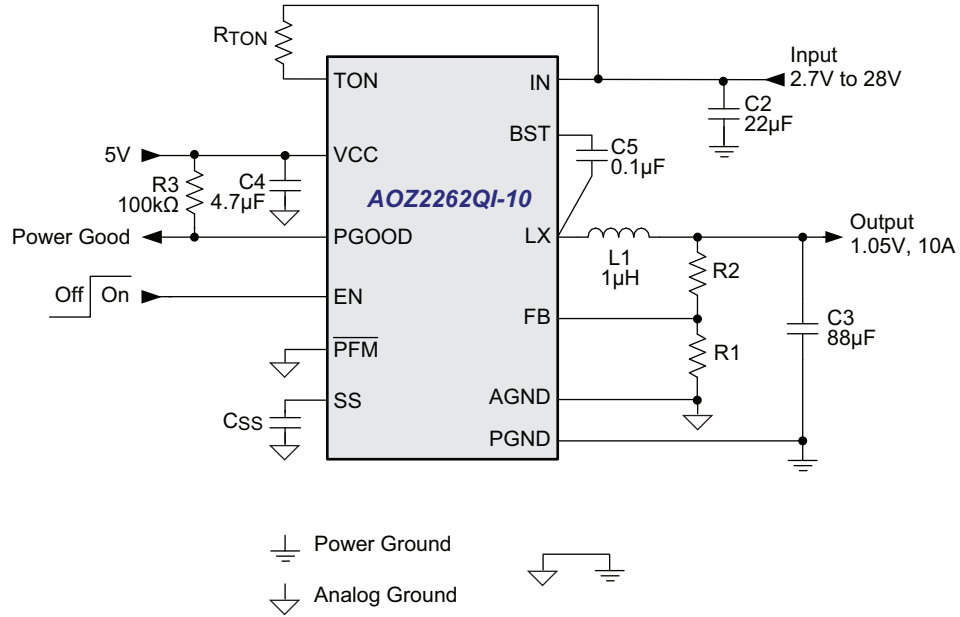 RTON
TON
IN
Input
2.7V to 28V
C2
22µF
BST
C5
0.1µF
5V
VCC
R3
100kΩ
C4
4.7µF
AOZ2262QI-10
Power Good
PGOOD
LX
L1
1µH
Output
1.05V, 10A
R2
Off
On
EN
FB
C3
88µF
R1
PFM
SS
CSS
AGND
PGND
Power Ground
Analog Ground